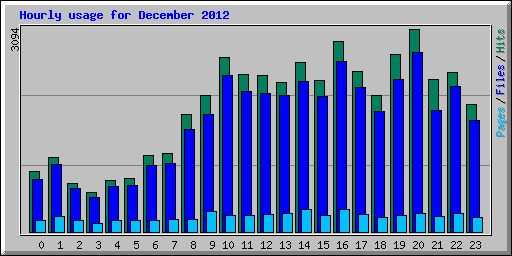 Hourly usage for December 2012
3094
Pages/Files/Hits
0 1 2 3 4 5 6 7 8 9 10 11 12 13 14 15 16 17 18 19 20 21 22 23